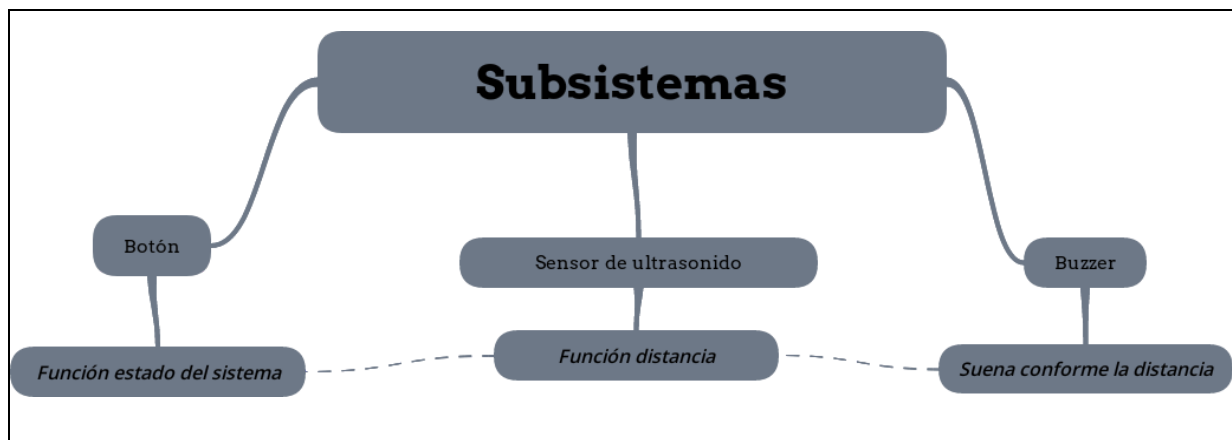 Subsistemas
Botón
Sensor de ultrasonido
Buzzer
Función estado del sistema
Función distancia
Suena conforme la distancia